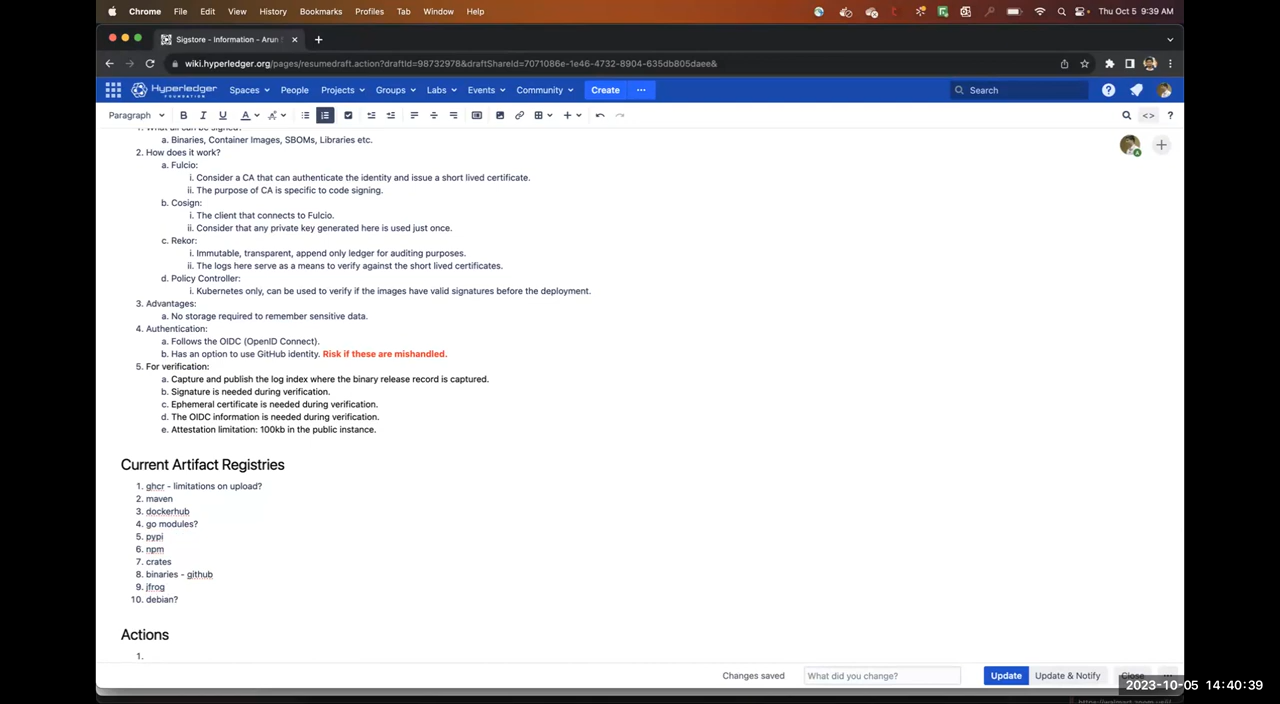 Chrome File Edit View History Bookmarks Profiles Tab Window Help Thu Oct 5 9:39 AM
Sigstore - Information - Arun
wiki.hyperledger.org/pages/resumedraft.action?draftId=98732978&draftShareId=7071086e-1e46-4732-8904-635db805daee&
Hyperledger FOUNDATION Spaces People Projects Groups Labs Events Community Create ... Search
Paragraph B I U A
1. What all can be signed?
a. Binaries, Container Images, SBOMs, Libraries etc.
2. How does it work?
a. Fulcio:
i. Consider a CA that can authenticate the identity and issue a short lived certificate.
ii. The purpose of CA is specific to code signing.
b. Cosign:
i. The client that connects to Fulcio.
ii. Consider that any private key generated here is used just once.
c. Rekor:
i. Immutable, transparent, append only ledger for auditing purposes.
ii. The logs here serve as a means to verify against the short lived certificates.
d. Policy Controller:
i. Kubernetes only, can be used to verify if the images have valid signatures before the deployment.
3. Advantages:
a. No storage required to remember sensitive data.
4. Authentication:
a. Follows the OIDC (OpenID Connect).
b. Has an option to use GitHub identity. Risk if these are mishandled.
5. For verification:
a. Capture and publish the log index where the binary release record is captured.
b. Signature is needed during verification.
c. Ephemeral certificate is needed during verification.
d. The OIDC information is needed during verification.
e. Attestation limitation: 100kb in the public instance.
Current Artifact Registries
1. ghcr - limitations on upload?
2. maven
3. dockerhub
4. go modules?
5. pypi
6. npm
7. crates
8. binaries - github
9. jfrog
10. debian?
Actions
1.
Changes saved What did you change? Update Update & Notify Close
2023-10-05 14:40:39